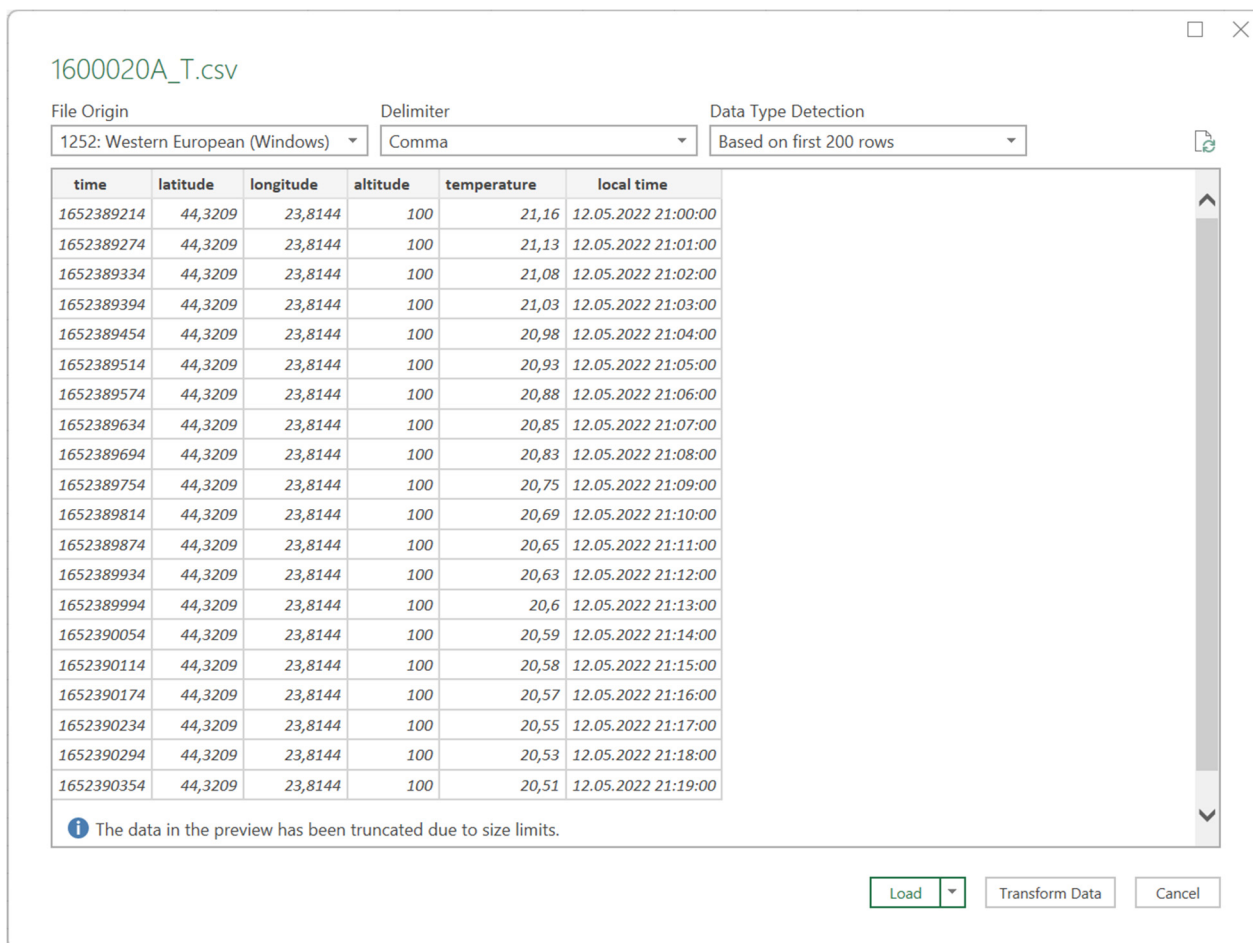 1600020A_T.csv
File Origin Delimiter Data Type Detection
1252: Western European (Windows) Comma Based on first 200 rows
time latitude longitude altitude temperature local time
1652389214 44,3209 23,8144 100 21,16 12.05.2022 21:00:00
1652389274 44,3209 23,8144 100 21,13 12.05.2022 21:01:00
1652389334 44,3209 23,8144 100 21,08 12.05.2022 21:02:00
1652389394 44,3209 23,8144 100 21,03 12.05.2022 21:03:00
1652389454 44,3209 23,8144 100 20,98 12.05.2022 21:04:00
1652389514 44,3209 23,8144 100 20,93 12.05.2022 21:05:00
1652389574 44,3209 23,8144 100 20,88 12.05.2022 21:06:00
1652389634 44,3209 23,8144 100 20,85 12.05.2022 21:07:00
1652389694 44,3209 23,8144 100 20,83 12.05.2022 21:08:00
1652389754 44,3209 23,8144 100 20,75 12.05.2022 21:09:00
1652389814 44,3209 23,8144 100 20,69 12.05.2022 21:10:00
1652389874 44,3209 23,8144 100 20,65 12.05.2022 21:11:00
1652389934 44,3209 23,8144 100 20,63 12.05.2022 21:12:00
1652389994 44,3209 23,8144 100 20,6 12.05.2022 21:13:00
1652390054 44,3209 23,8144 100 20,59 12.05.2022 21:14:00
1652390114 44,3209 23,8144 100 20,58 12.05.2022 21:15:00
1652390174 44,3209 23,8144 100 20,57 12.05.2022 21:16:00
1652390234 44,3209 23,8144 100 20,55 12.05.2022 21:17:00
1652390294 44,3209 23,8144 100 20,53 12.05.2022 21:18:00
1652390354 44,3209 23,8144 100 20,51 12.05.2022 21:19:00
The data in the preview has been truncated due to size limits.
Load Transform Data Cancel